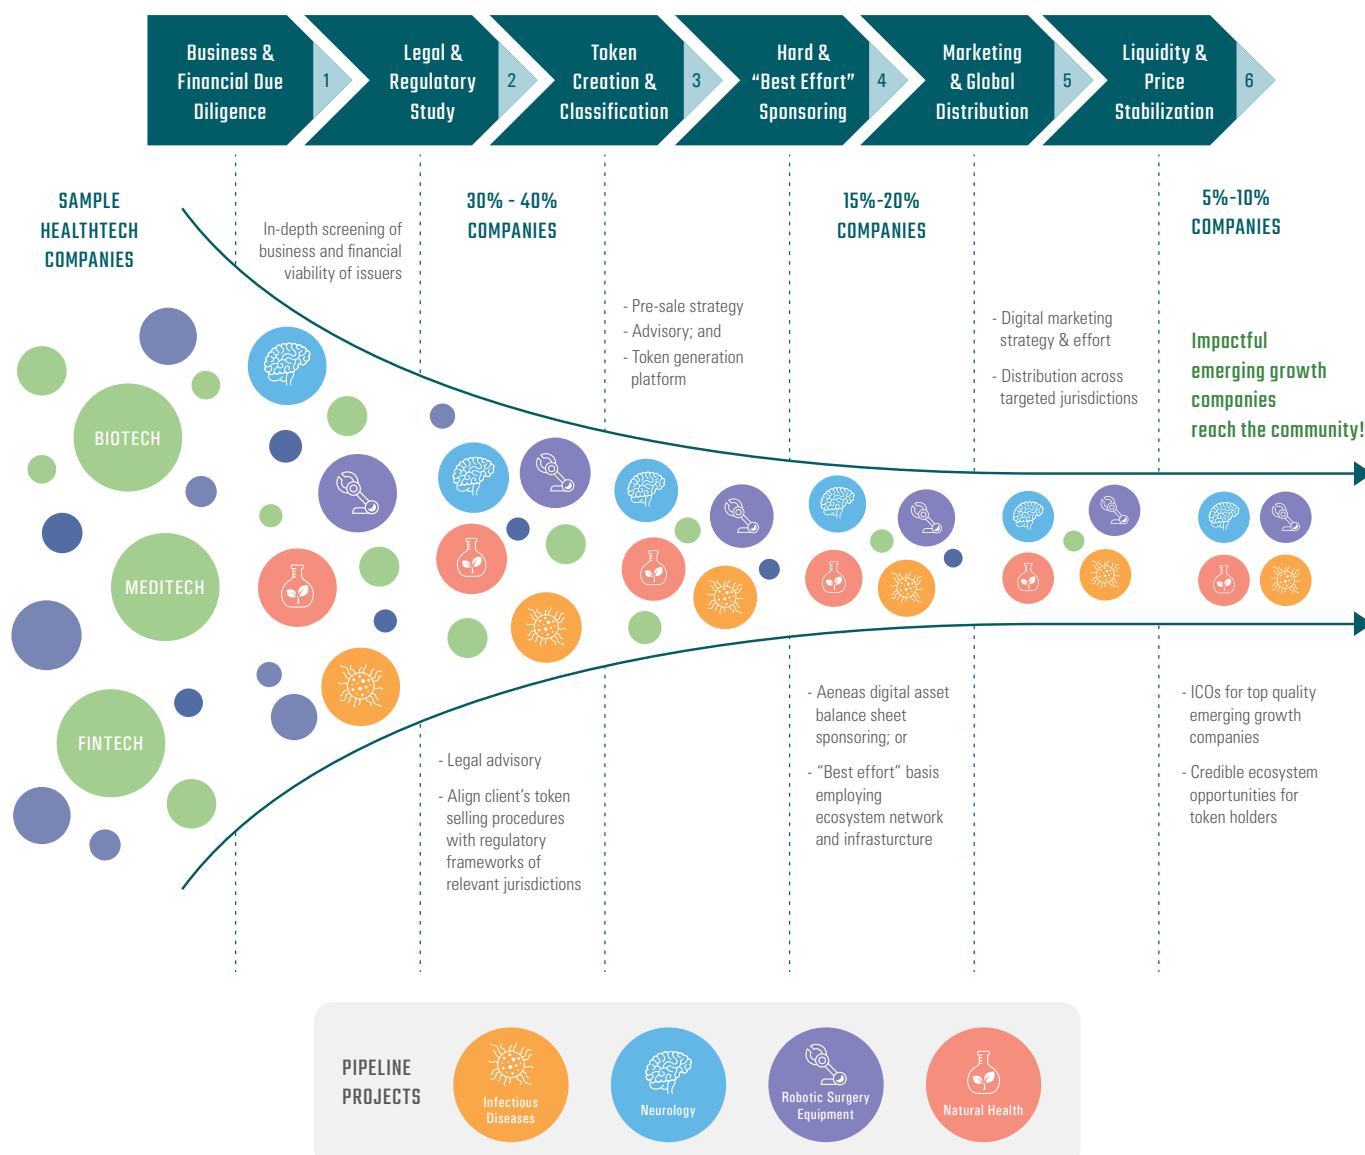 Business &
Financial Due
Diligence
1
Legal &
Regulatory
Study
2
Token
Creation &
Classification
3
Hard &
“Best Effort”
Sponsoring
4
Marketing
& Global
Distribution
5
Liquidity &
Price
Stabilization
6
SAMPLE
HEALTHTECH
COMPANIES
In-depth screening of
business and financial
viability of issuers
30% - 40%
COMPANIES
- Pre-sale strategy
- Advisory; and
- Token generation
platform
15%-20%
COMPANIES
- Digital marketing
strategy & effort
- Distribution across
targeted jurisdictions
5%-10%
COMPANIES
Impactful
emerging growth
companies
reach the community!
BIOTECH
MEDITECH
FINTECH
- Legal advisory
- Align client’s token
selling procedures
with regulatory
frameworks of
relevant jurisdictions
- Aeneas digital asset
balance sheet
sponsoring; or
- “Best effort” basis
employing
ecosystem network
and infrasturcture
- ICOs for top quality
emerging growth
companies
- Credible ecosystem
opportunities for
token holders
PIPELINE
PROJECTS
Infectious
Diseases
Neurology
Robotic Surgery
Equipment
Natural Health